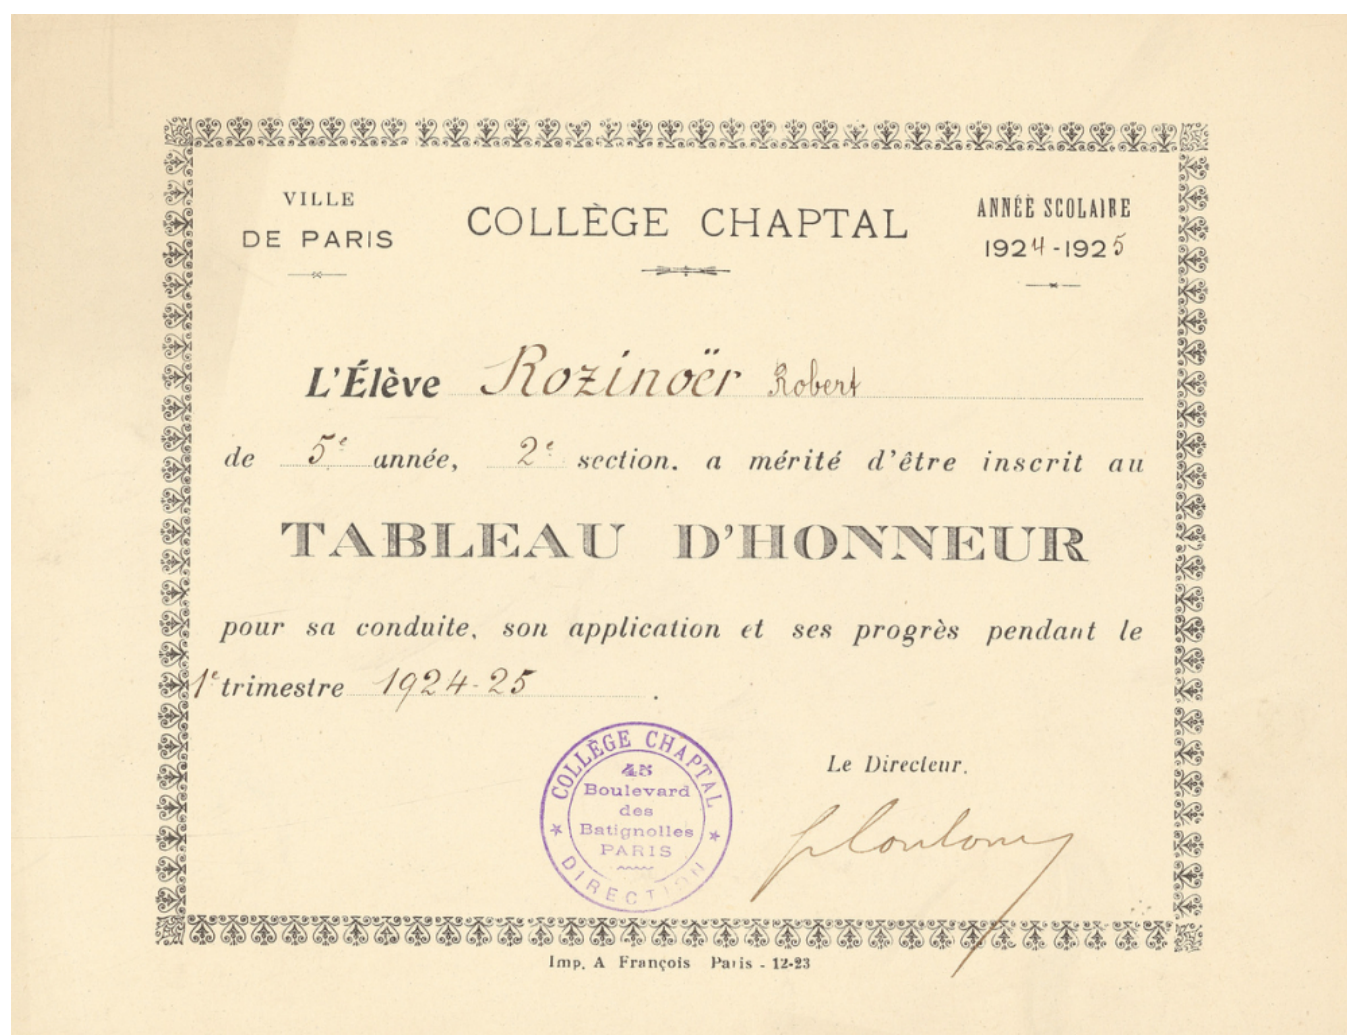 VILLE
DE PARIS
COLLÈGE CHAPTAL
ANNÉE SCOLAIRE
1924-1925
L'Élève Rozinoër Robert
de 5e année, 2e section. a mérité d'être inscrit au
TABLEAU D'HONNEUR
pour sa conduite, son application et ses progrès pendant le
1e trimestre 1924-25.
COLLÈGE CHAPTAL
45
Boulevard
des
Batignolles
PARIS
DIRECTION
Le Directeur.
Imp. A François Paris - 12-23